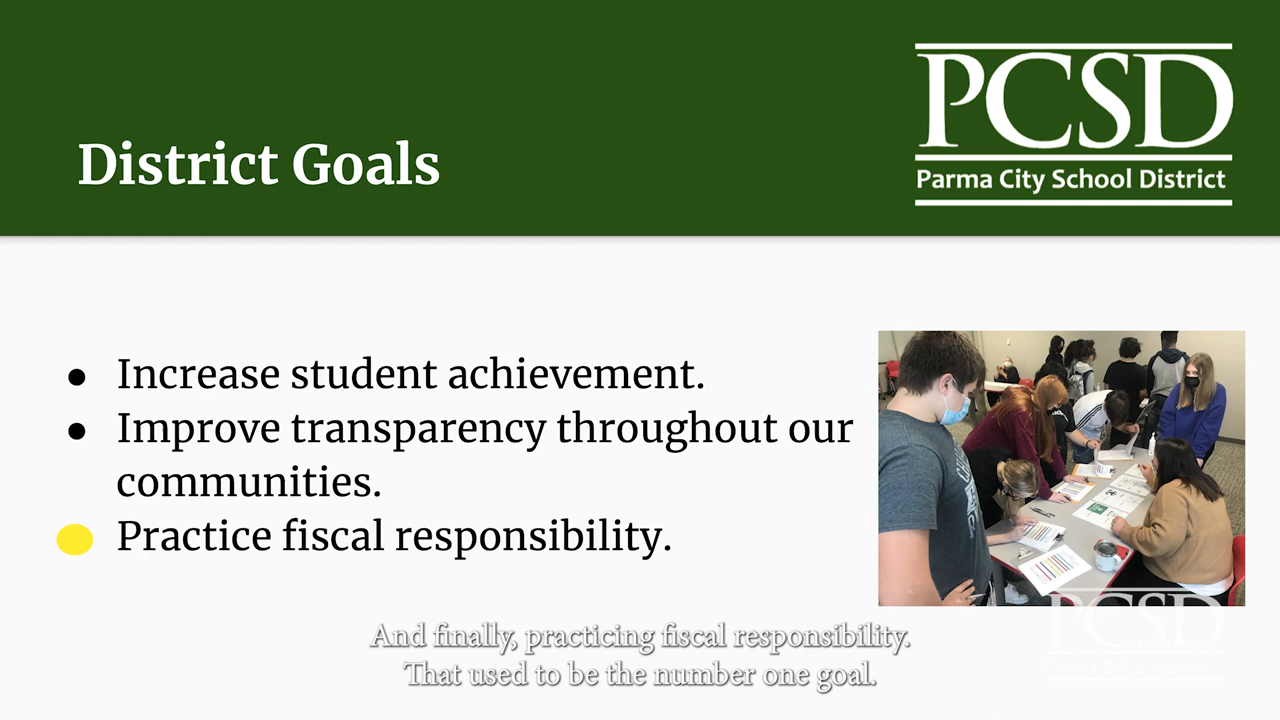 PCSD
Parma City School District
District Goals
● Increase student achievement.
● Improve transparency throughout our
communities.
Practice fiscal responsibility.
And finally, practicing fiscal responsibility.
That used to be the number one goal.
PCSD